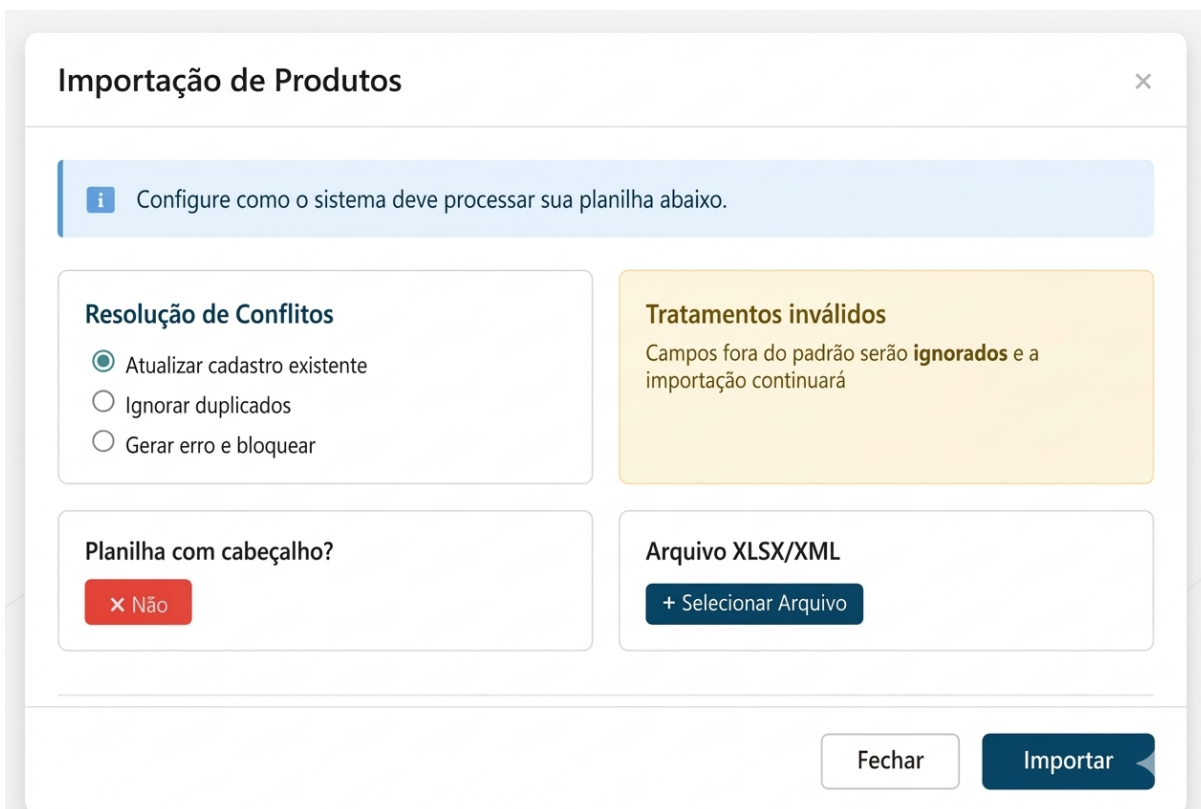 Importação de Produtos
×
i Configure como o sistema deve processar sua planilha abaixo.
Resolução de Conflitos
Atualizar cadastro existente
Ignorar duplicados
Gerar erro e bloquear
Tratamentos inválidos
Campos fora do padrão serão ignorados e a
importação continuará
Planilha com cabeçalho?
× Não
Arquivo XLSX/XML
+ Selecionar Arquivo
Fechar
Importar